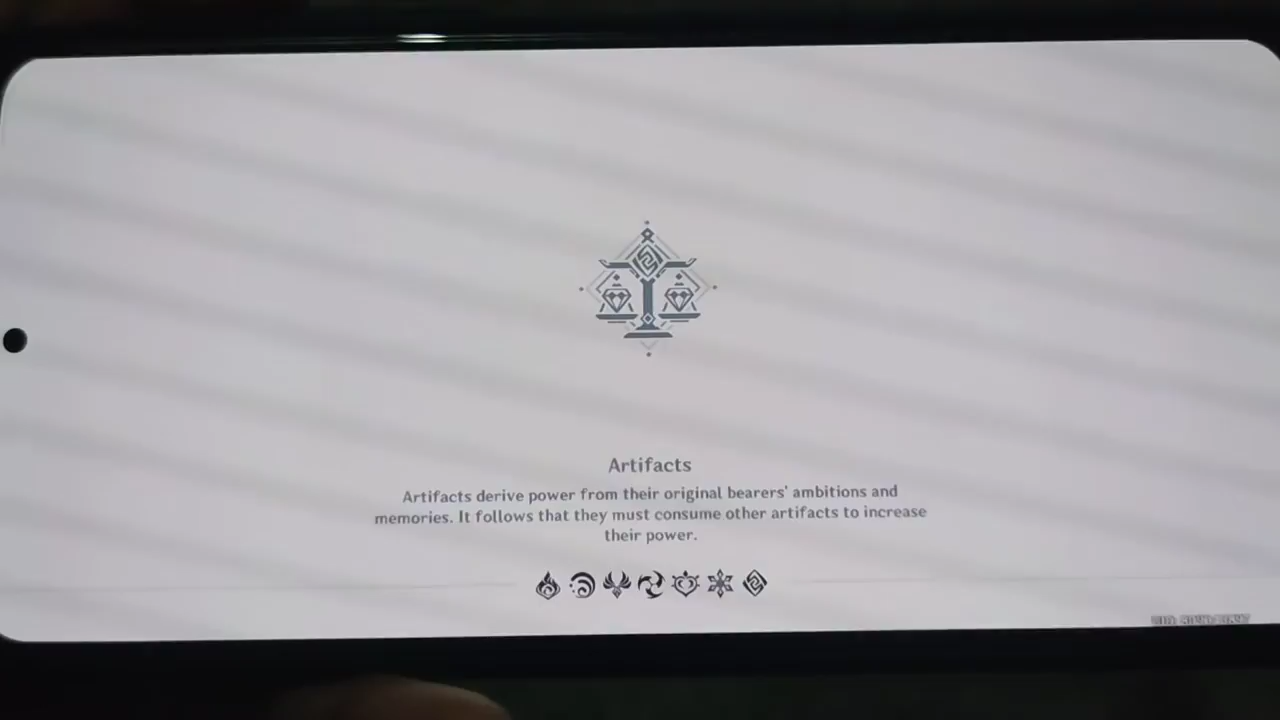 Artifacts
Artifacts derive power from their original bearers' ambitions and
memories. It follows that they must consume other artifacts to increase
their power.